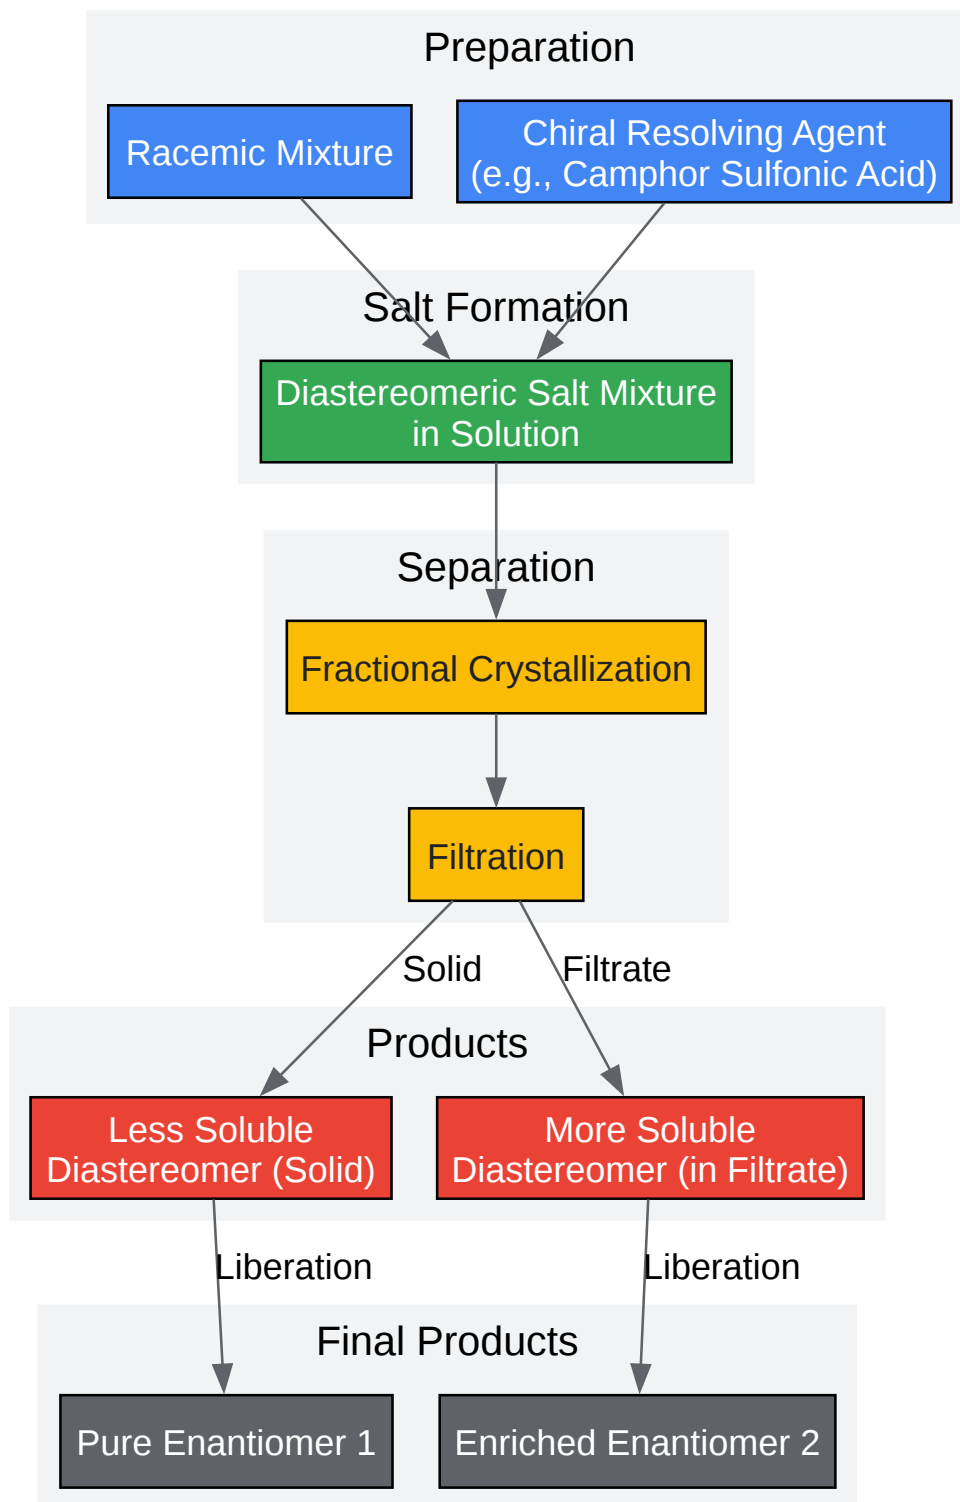 Preparation
Racemic Mixture
Chiral Resolving Agent
(e.g., Camphor Sulfonic Acid)
Salt Formation
Diastereomeric Salt Mixture
in Solution
Separation
Fractional Crystallization
Filtration
Solid
Filtrate
Products
Less Soluble
Diastereomer (Solid)
More Soluble
Diastereomer (in Filtrate)
Liberation
Liberation
Final Products
Pure Enantiomer 1
Enriched Enantiomer 2